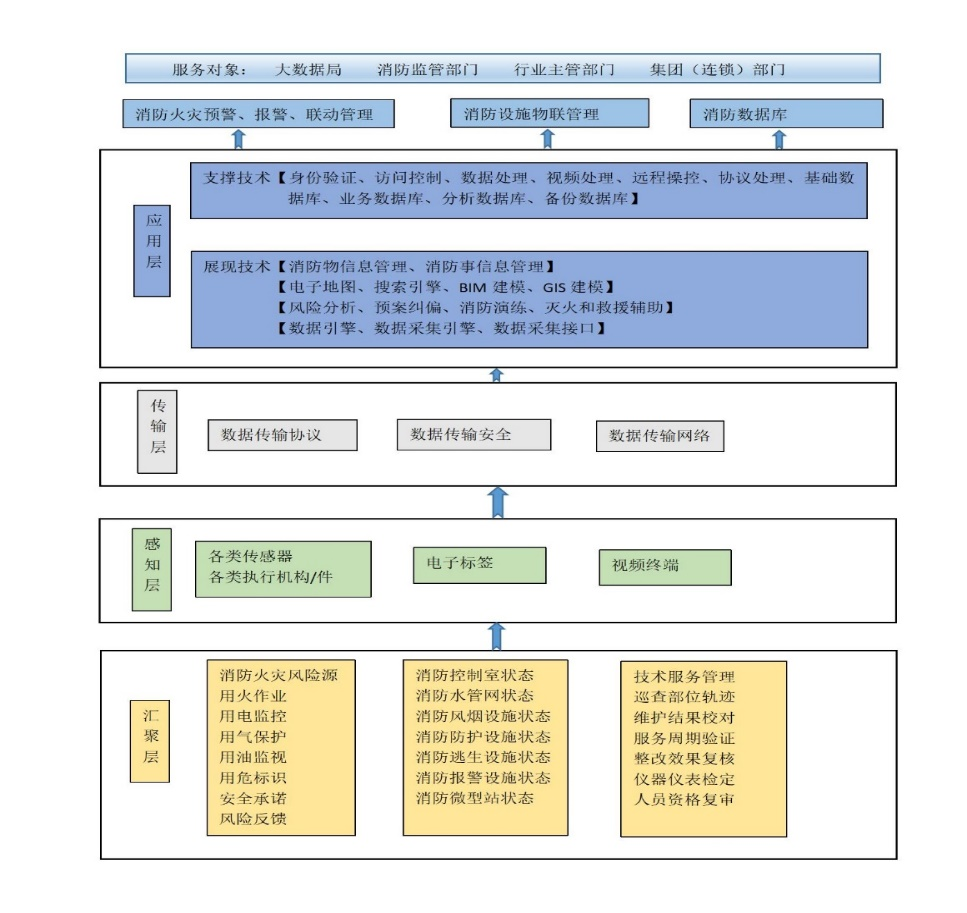 服务对象： 大数据局 消防监管部门 行业主管部门 集团（连锁）部门
消防火灾预警、报警、联动管理
消防设施物联管理
消防数据库
应用层
支撑技术【身份验证、访问控制、数据处理、视频处理、远程操控、协议处理、基础数
据库、业务数据库、分析数据库、备份数据库】
展现技术【消防物信息管理、消防事信息管理】
【电子地图、搜索引擎、BIM 建模、GIS 建模】
【风险分析、预案纠偏、消防演练、灭火和救援辅助】
【数据引擎、数据采集引擎、数据采集接口】
传输层
数据传输协议
数据传输安全
数据传输网络
感知层
各类传感器
各类执行机构/件
电子标签
视频终端
汇聚层
消防火灾风险源
用火作业
用电监控
用气保护
用油监视
用危标识
安全承诺
风险反馈
消防控制室状态
消防水管网状态
消防风烟设施状态
消防防护设施状态
消防逃生设施状态
消防报警设施状态
消防微型站状态
技术服务管理
巡查部位轨迹
维护结果校对
服务周期验证
整改效果复核
仪器仪表检定
人员资格复审